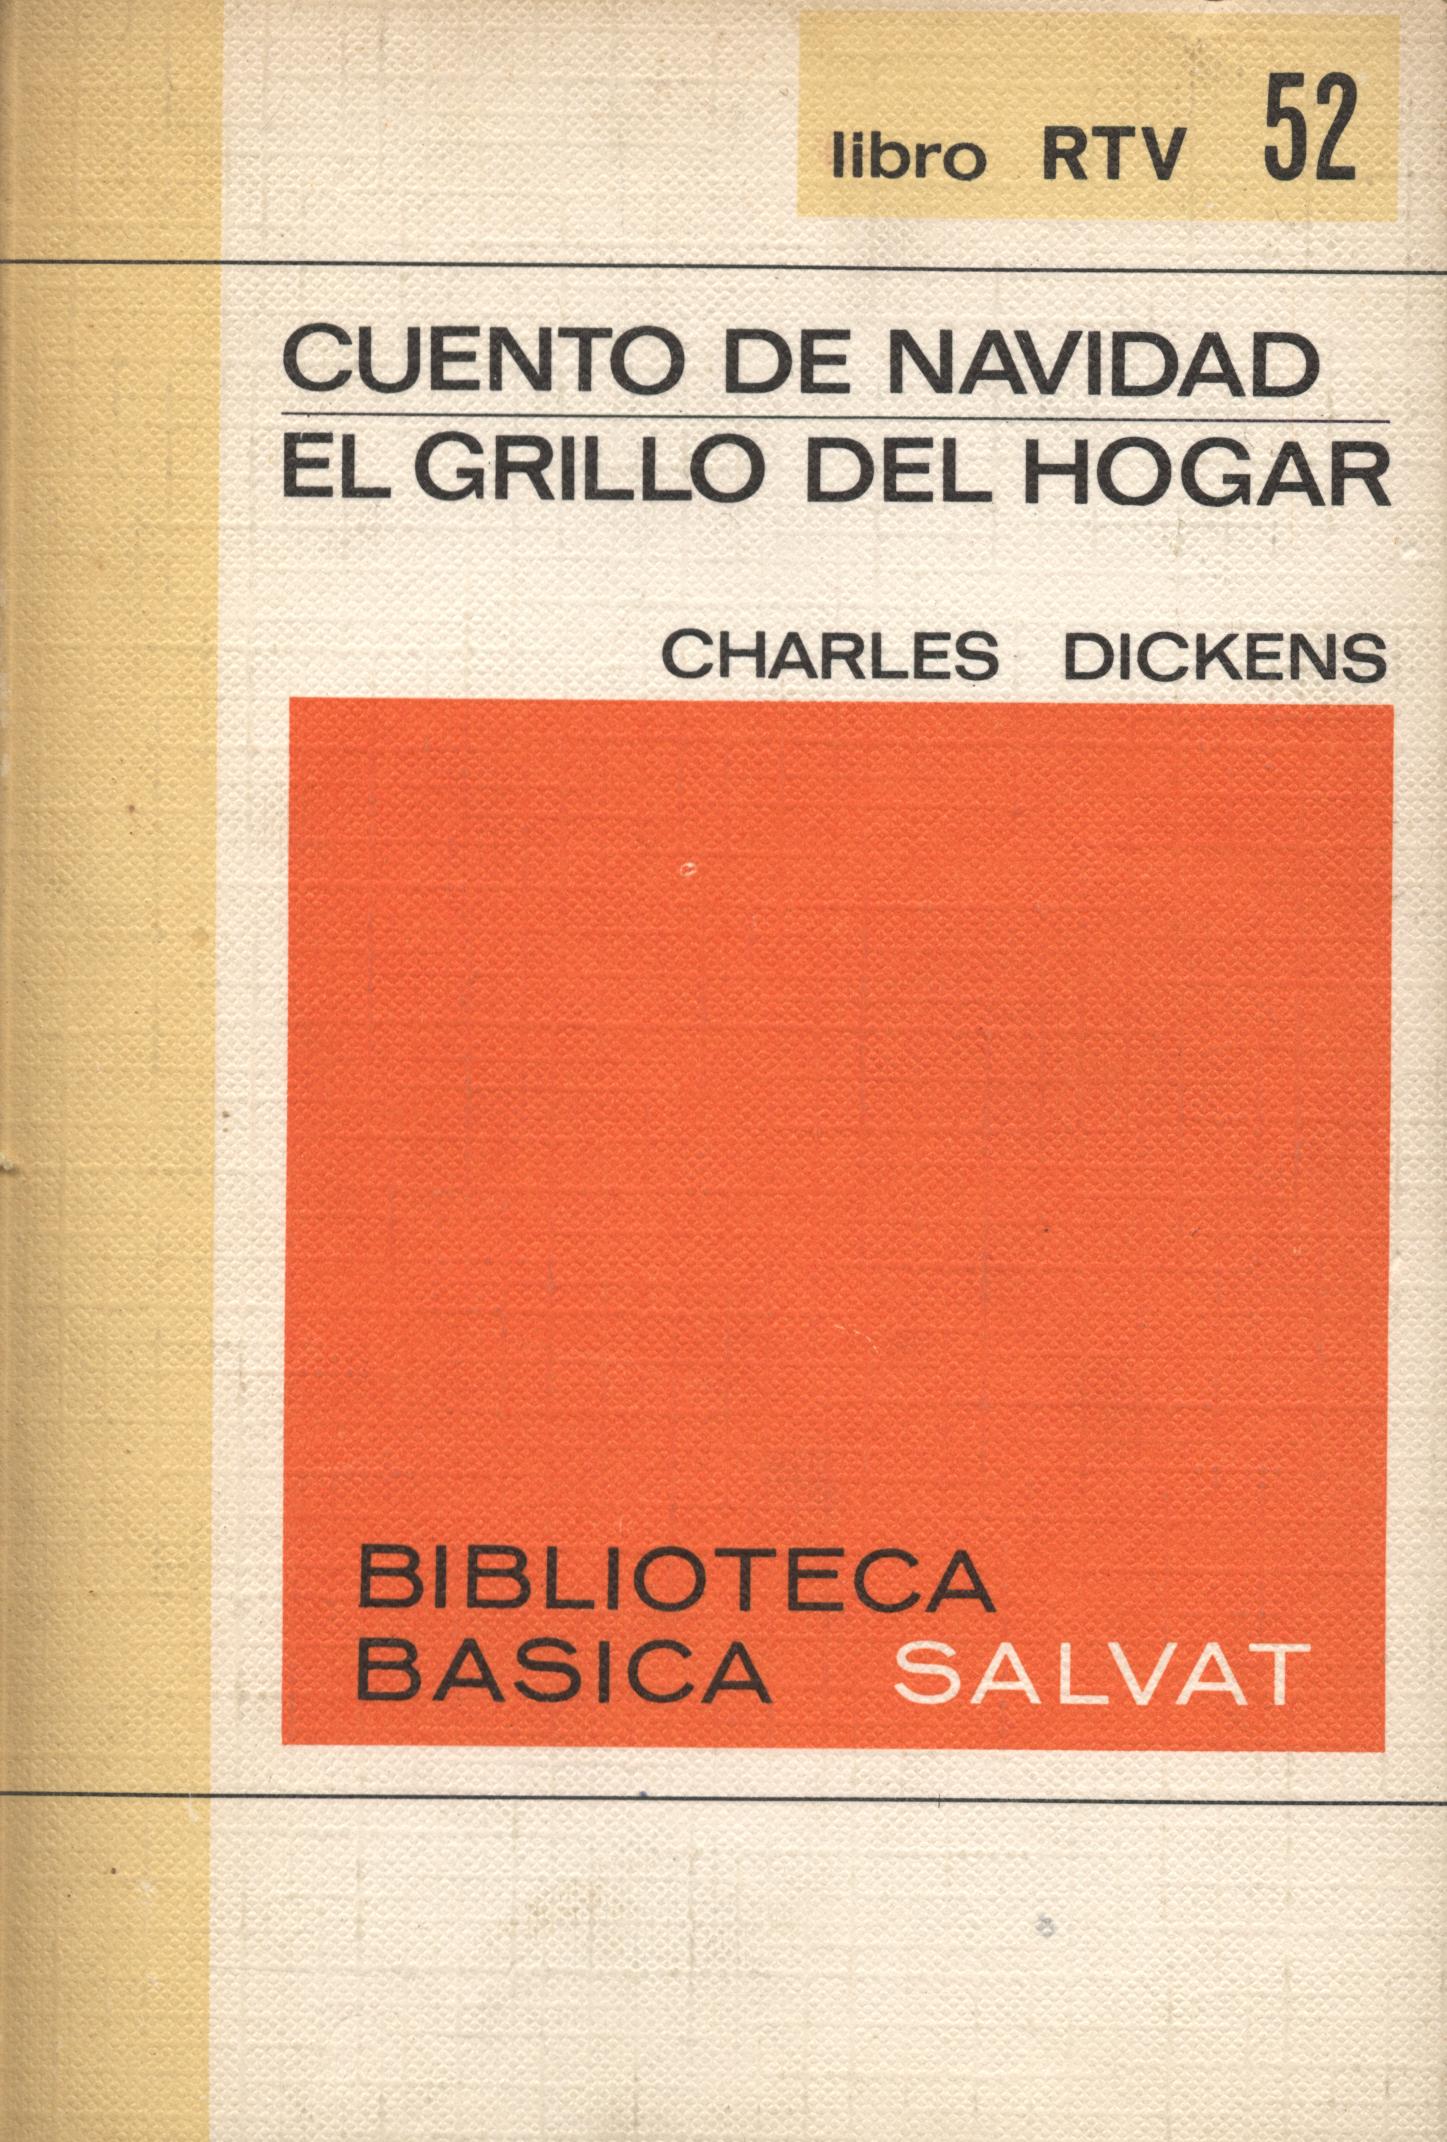 libro RTV 52
CUENTO DE NAVIDAD
EL GRILLO DEL HOGAR
CHARLES DICKENS
BIBLIOTECA
BASICA SALVAT